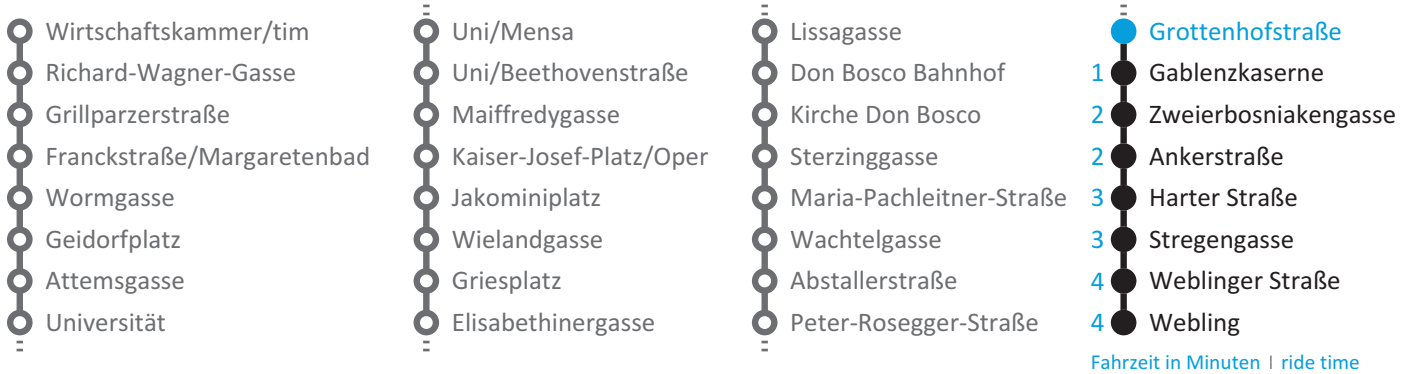 Wirtschaftskammer/tim
Richard-Wagner-Gasse
Grillparzerstraße
Franckstraße/Margaretenbad
Wormgasse
Geidorfplatz
Attemsgasse
Universität
Uni/Mensa
Uni/Beethovenstraße
Maiffredygasse
Kaiser-Josef-Platz/Oper
Jakominiplatz
Wielandgasse
Griesplatz
Elisabethinergasse
Lissagasse
Don Bosco Bahnhof
Kirche Don Bosco
Sterzinggasse
Maria-Pachleitner-Straße
Wachtelgasse
Abstallerstraße
Peter-Rosegger-Straße
Grottenhofstraße
1 Gablenzkaserne
2 Zweierbosniakengasse
2 Ankerstraße
3 Harter Straße
3 Stregengasse
4 Weblinger Straße
4 Webling
Fahrzeit in Minuten | ride time